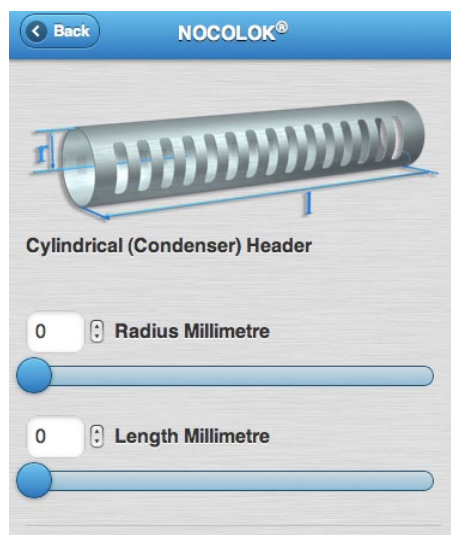 Back
NOCOLOK®
r
l
Cylindrical (Condenser) Header
0 Radius Millimetre
0 Length Millimetre